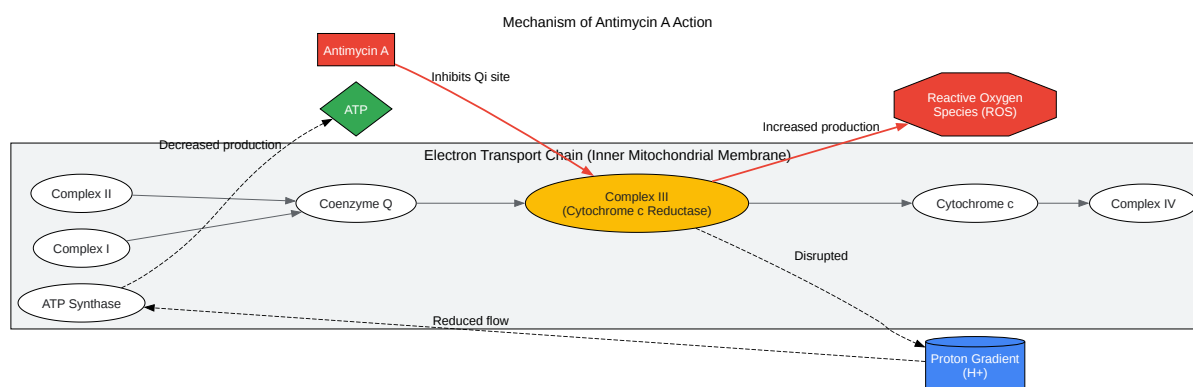 Mechanism of Antimycin A Action
Antimycin A
Inhibits Qi site
ATP
Reactive Oxygen
Species (ROS)
Increased production
Decreased production
Electron Transport Chain (Inner Mitochondrial Membrane)
Complex II
Coenzyme Q
Complex III
(Cytochrome c Reductase)
Cytochrome c
Complex IV
Complex I
Disrupted
ATP Synthase
Reduced flow
Proton Gradient
(H+)